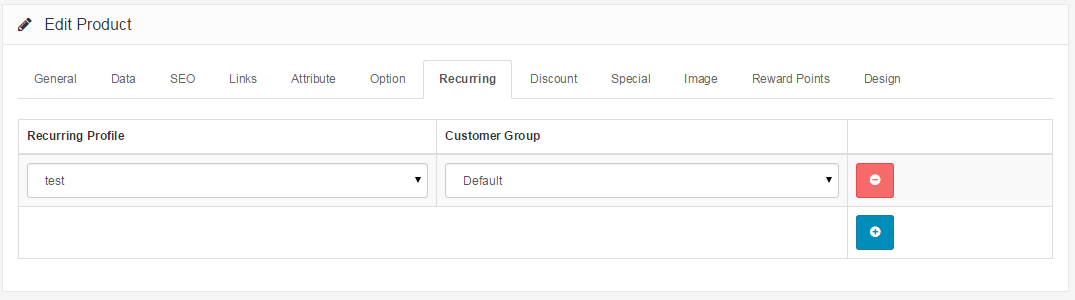 Edit Product
General Data SEO Links Attribute Option Recurring Discount Special Image Reward Points Design
Recurring Profile Customer Group
test Default